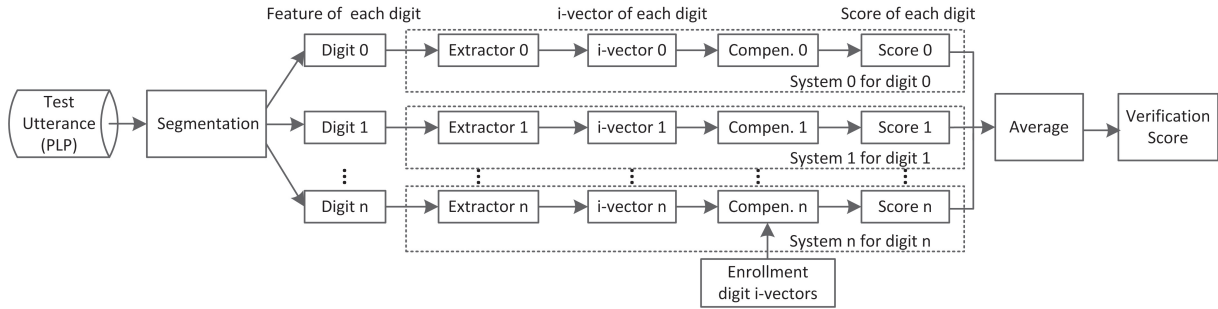 Feature of each digit
i-vector of each digit
Score of each digit
Digit 0
Extractor 0
i-vector 0
Compen. 0
Score 0
System 0 for digit 0
Test
Utterance
(PLP)
Segmentation
Digit 1
Extractor 1
i-vector 1
Compen. 1
Score 1
System 1 for digit 1
Average
Verification
Score
Digit n
Extractor n
i-vector n
Compen. n
Score n
System n for digit n
Enrollment
digit i-vectors